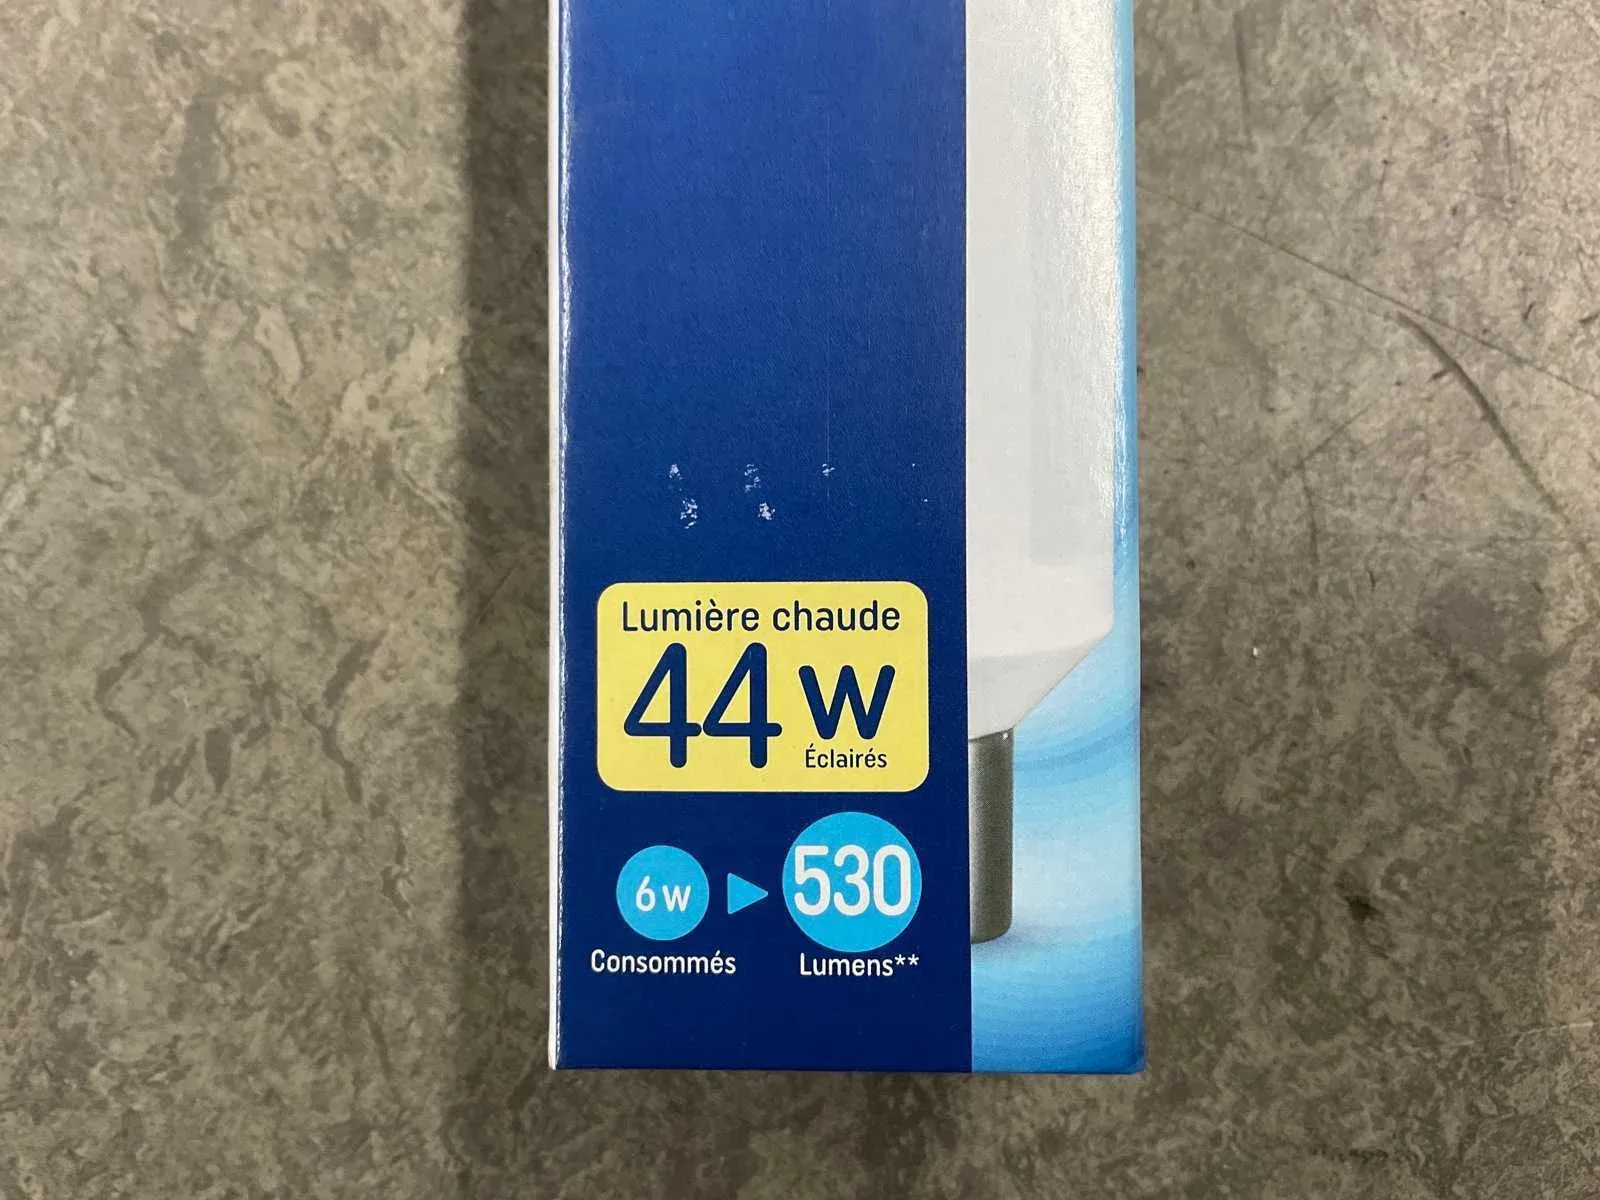 Lumière chaude
44 w
Éclairés
6 w
530
Consommés
Lumens**